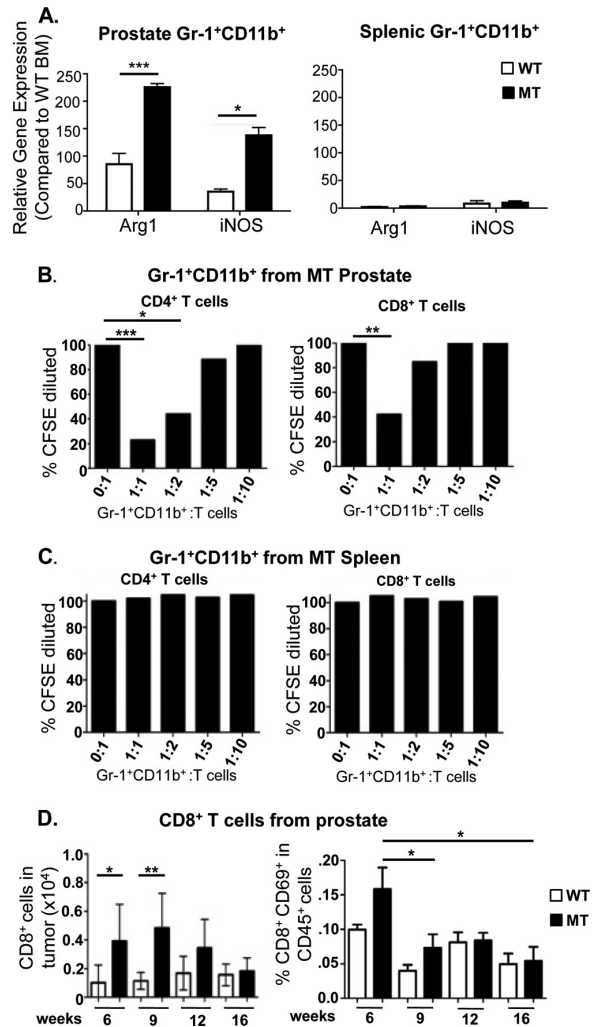 A.
Prostate Gr-1⁺CD11b⁺
Splenic Gr-1⁺CD11b⁺
Relative Gene Expression
(Compared to WT BM)
250
200
150
100
50
0
***
*
Arg1
iNOS
250
200
150
100
50
0
WT
MT
Arg1
iNOS
B.
Gr-1⁺CD11b⁺ from MT Prostate
CD4⁺ T cells
% CFSE diluted
100
80
60
40
20
0
*
***
0:1
1:1
1:2
1:5
1:10
Gr-1⁺CD11b⁺:T cells
CD8⁺ T cells
% CFSE diluted
100
80
60
40
20
0
**
0:1
1:1
1:2
1:5
1:10
Gr-1⁺CD11b⁺:T cells
C.
Gr-1⁺CD11b⁺ from MT Spleen
CD4⁺ T cells
% CFSE diluted
100
80
60
40
20
0
0:1
1:1
1:2
1:5
1:10
Gr-1⁺CD11b⁺:T cells
CD8⁺ T cells
% CFSE diluted
100
80
60
40
20
0
0:1
1:1
1:2
1:5
1:10
Gr-1⁺CD11b⁺:T cells
D.
CD8⁺ T cells from prostate
CD8⁺ cells in
tumor (x10⁴)
1.0
0.8
0.6
0.4
0.2
0
*
**
weeks
6
9
12
16
% CD8⁺ CD69⁺ in
CD45⁺ cells
.20
.15
.10
.05
0.0
*
*
WT
MT
weeks
6
9
12
16